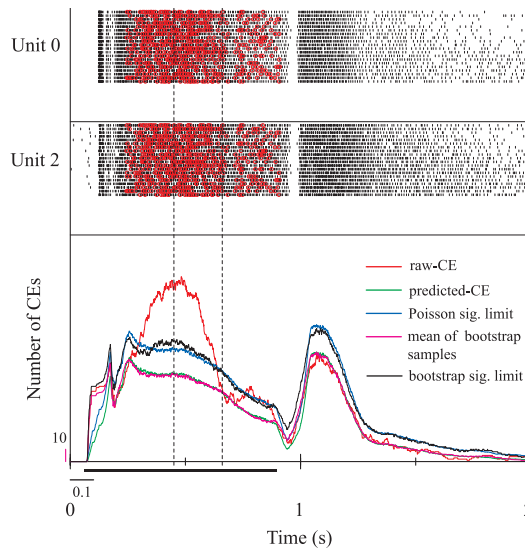 Unit 0
Unit 2
raw-CE
predicted-CE
Poisson sig. limit
mean of bootstrap
samples
bootstrap sig. limit
Number of CEs
10
0.1
0
1
Time (s)